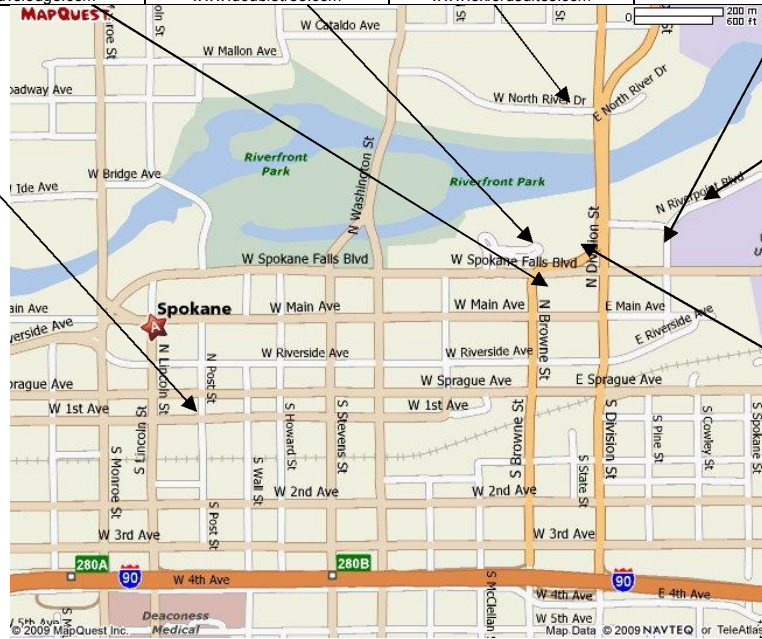 MAPQUEST
W Cataldo Ave
200 m
0
600 ft
W Mallon Ave
W North River Dr
E North River Dr
N Washington St
W Bridge Ave
Ide Ave
Riverfront
Park
Riverfront Park
N Riverpoint Blvd
W Spokane Falls Blvd
W Spokane Falls Blvd
N Division St
Spokane
A
W Main Ave
W Main Ave
E Main Ave
N Browne St
E Riverside Ave
W Riverside Ave
W Riverside Ave
N Lincoln St
N Post St
W Sprague Ave
E Sprague Ave
W 1st Ave
W 1st Ave
S Lincoln St
S Monroe St
S Howard St
S Stevens St
S Browne St
S Division St
S Pine St
S Cowley St
S Spokane St
S Wall St
S State St
S Post St
W 2nd Ave
W 2nd Ave
W 3rd Ave
W 3rd Ave
280A
90
280B
90
W 4th Ave
W 4th Ave
E 4th Ave
S McClellan St
W 5th Ave
Deaconess
Medical
© 2009 MapQuest Inc.
Map Data © 2009 NAVTEQ or TeleAtlas